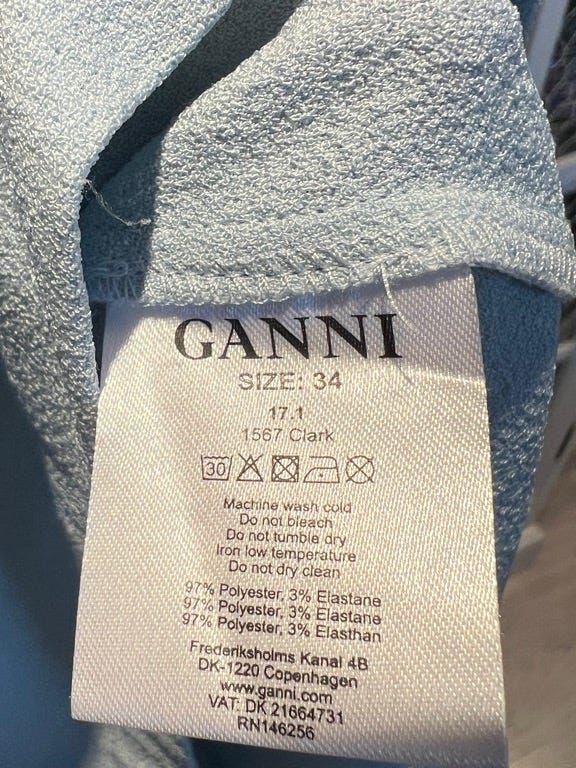 GANNI
SIZE: 34
17.1
1567 Clark
30
Machine wash cold
Do not bleach
Do not tumble dry
Iron low temperature
Do not dry clean
97% Polyester, 3% Elastane
97% Polyester, 3% Elastane
97% Polyester, 3% Elasthan
Frederiksholms Kanal 4B
DK-1220 Copenhagen
www.ganni.com
VAT: DK 21664731
RN146256